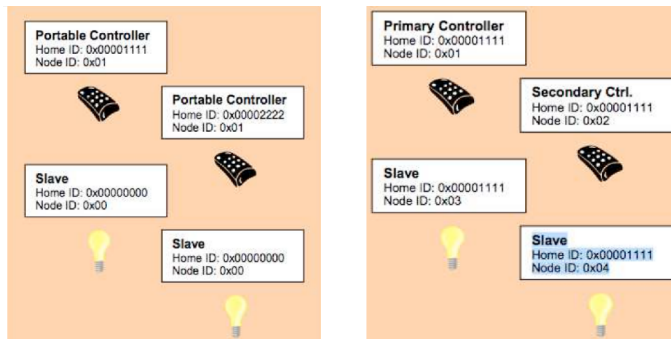 Portable Controller
Home ID: 0x00001111
Node ID: 0x01
Portable Controller
Home ID: 0x00002222
Node ID: 0x01
Slave
Home ID: 0x00000000
Node ID: 0x00
Slave
Home ID: 0x00000000
Node ID: 0x00
Primary Controller
Home ID: 0x00001111
Node ID: 0x01
Secondary Ctrl.
Home ID: 0x00001111
Node ID: 0x02
Slave
Home ID: 0x00001111
Node ID: 0x03
Slave
Home ID: 0x00001111
Node ID: 0x04